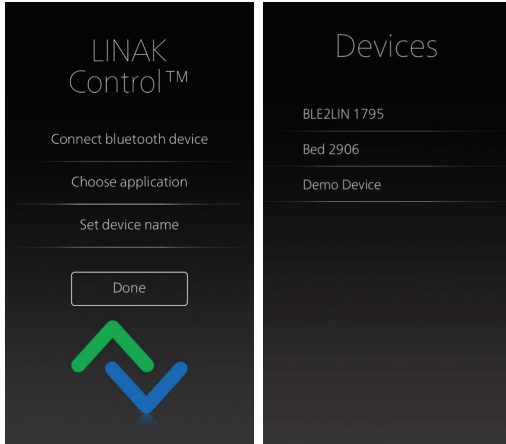 LINAK
Control™
Connect bluetooth device
Choose application
Set device name
Done
Devices
BLE2LIN 1795
Bed 2906
Demo Device